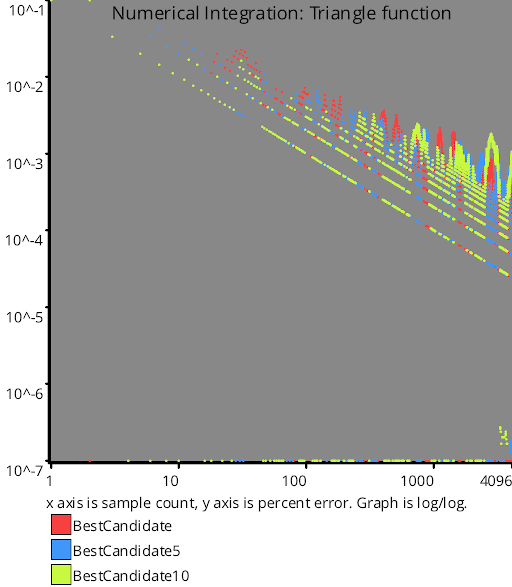 Numerical Integration: Triangle function
10^-1
10^-2
10^-3
10^-4
10^-5
10^-6
10^-7
1 10 100 1000 4096
x axis is sample count, y axis is percent error. Graph is log/log.
BestCandidate
BestCandidate5
BestCandidate10